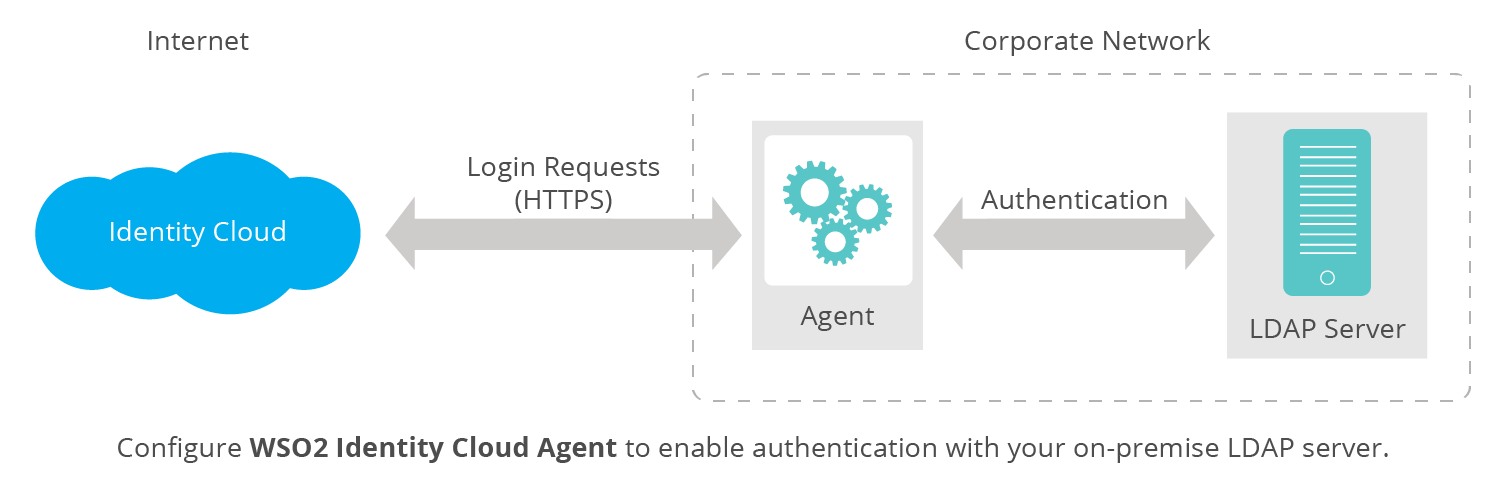 Internet
Corporate Network
Login Requests
(HTTPS)
Identity Cloud
Authentication
Agent
LDAP Server
Configure WSO2 Identity Cloud Agent to enable authentication with your on-premise LDAP server.